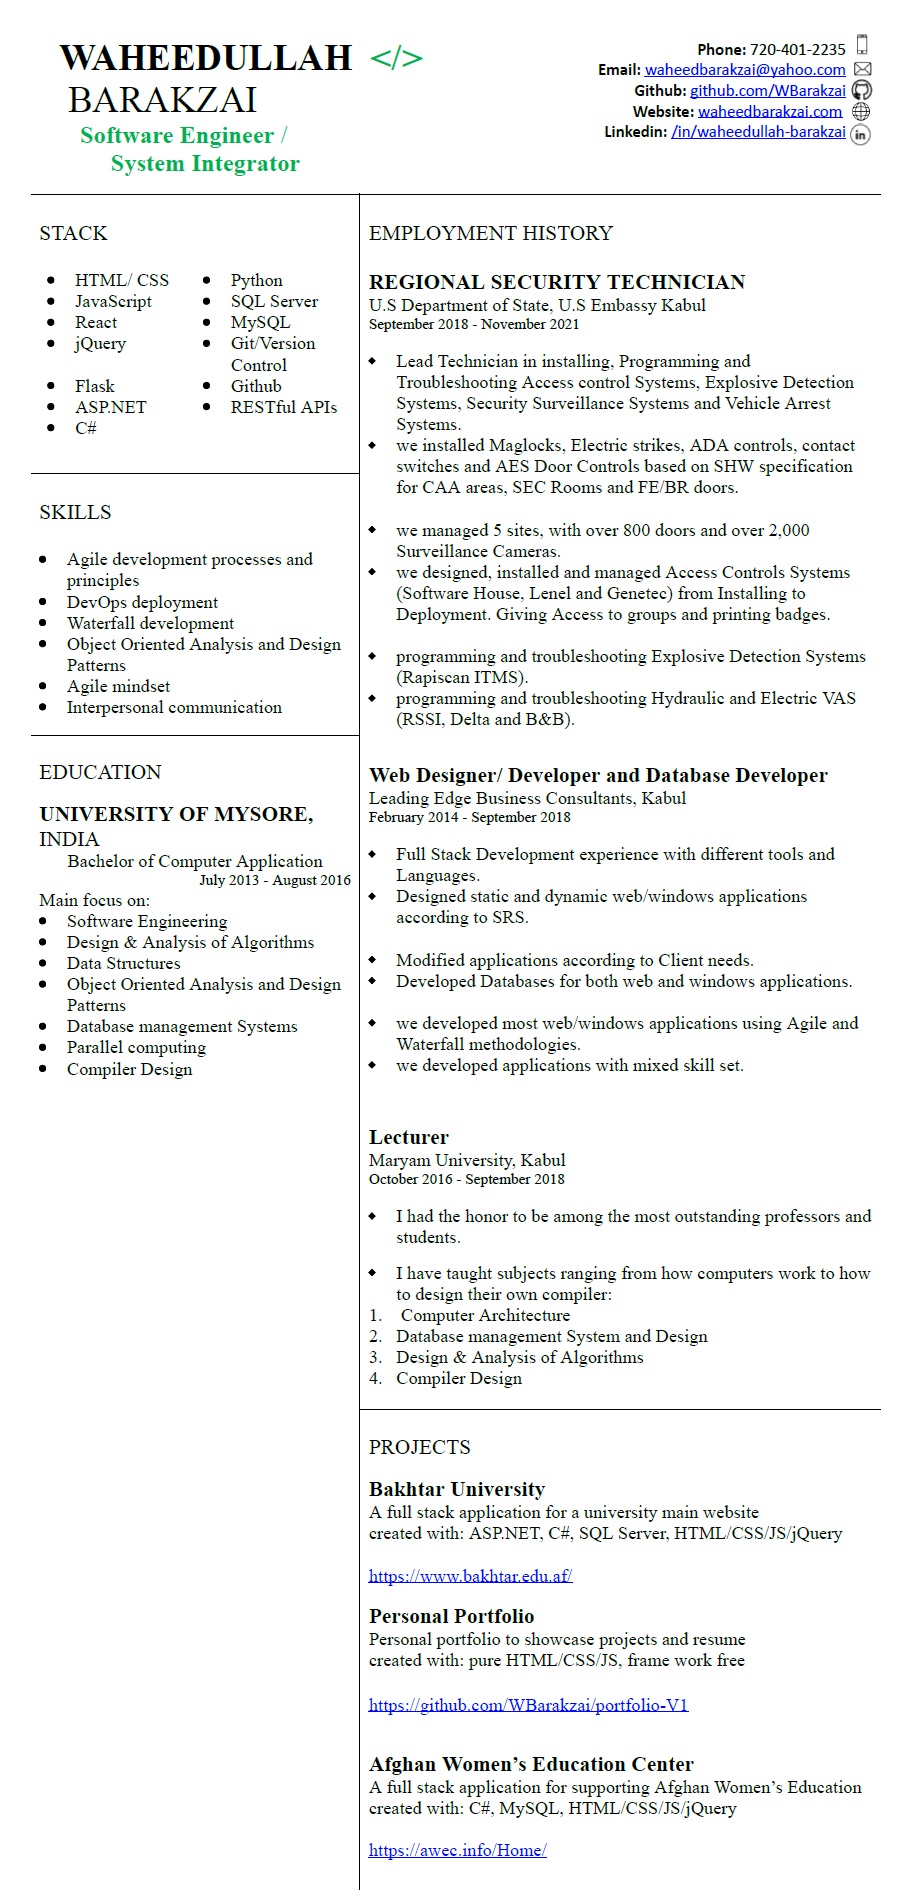 WAHEEDULLAH </>
BARAKZAI
Software Engineer /
System Integrator
Phone: 720-401-2235
Email: waheedbarakzai@yahoo.com
Github: github.com/WBarakzai
Website: waheedbarakzai.com
Linkedin: /in/waheedullah-barakzai
in
STACK
HTML/ CSS
JavaScript
React
jQuery
Flask
ASP.NET
C#
Python
SQL Server
MySQL
Git/Version
Control
Github
RESTful APIs
SKILLS
Agile development processes and
principles
DevOps deployment
Waterfall development
Object Oriented Analysis and Design
Patterns
Agile mindset
Interpersonal communication
EDUCATION
UNIVERSITY OF MYSORE,
INDIA
Bachelor of Computer Application
July 2013 - August 2016
Main focus on:
Software Engineering
Design & Analysis of Algorithms
Data Structures
Object Oriented Analysis and Design
Patterns
Database management Systems
Parallel computing
Compiler Design
EMPLOYMENT HISTORY
REGIONAL SECURITY TECHNICIAN
U.S Department of State, U.S Embassy Kabul
September 2018 - November 2021
Lead Technician in installing, Programming and
Troubleshooting Access control Systems, Explosive Detection
Systems, Security Surveillance Systems and Vehicle Arrest
Systems.
we installed Maglocks, Electric strikes, ADA controls, contact
switches and AES Door Controls based on SHW specification
for CAA areas, SEC Rooms and FE/BR doors.
we managed 5 sites, with over 800 doors and over 2,000
Surveillance Cameras.
we designed, installed and managed Access Controls Systems
(Software House, Lenel and Genetec) from Installing to
Deployment. Giving Access to groups and printing badges.
programming and troubleshooting Explosive Detection Systems
(Rapiscan ITMS).
programming and troubleshooting Hydraulic and Electric VAS
(RSSI, Delta and B&B).
Web Designer/ Developer and Database Developer
Leading Edge Business Consultants, Kabul
February 2014 - September 2018
Full Stack Development experience with different tools and
Languages.
Designed static and dynamic web/windows applications
according to SRS.
Modified applications according to Client needs.
Developed Databases for both web and windows applications.
we developed most web/windows applications using Agile and
Waterfall methodologies.
we developed applications with mixed skill set.
Lecturer
Maryam University, Kabul
October 2016 - September 2018
I had the honor to be among the most outstanding professors and
students.
I have taught subjects ranging from how computers work to how
to design their own compiler:
1. Computer Architecture
2. Database management System and Design
3. Design & Analysis of Algorithms
4. Compiler Design
PROJECTS
Bakhtar University
A full stack application for a university main website
created with: ASP.NET, C#, SQL Server, HTML/CSS/JS/jQuery
https://www.bakhtar.edu.af/
Personal Portfolio
Personal portfolio to showcase projects and resume
created with: pure HTML/CSS/JS, frame work free
https://github.com/WBarakzai/portfolio-V1
Afghan Women’s Education Center
A full stack application for supporting Afghan Women’s Education
created with: C#, MySQL, HTML/CSS/JS/jQuery
https://awec.info/Home/